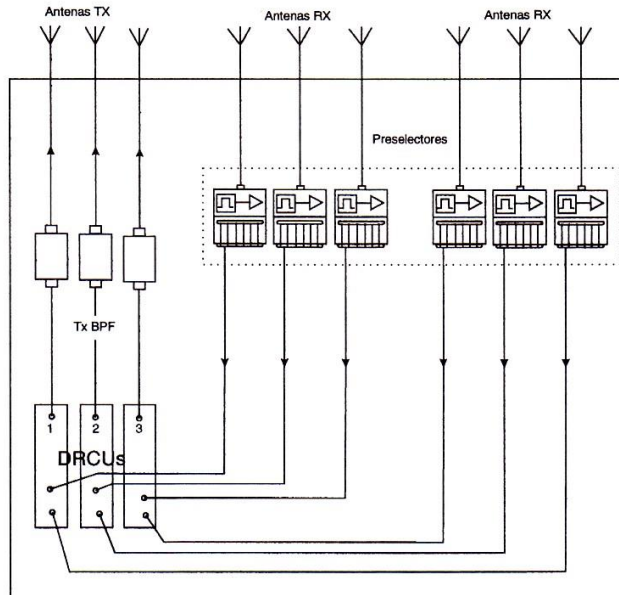 Antenas TX
Antenas RX
Antenas RX
Preselectores
Tx BPF
1
2
3
DRCUs